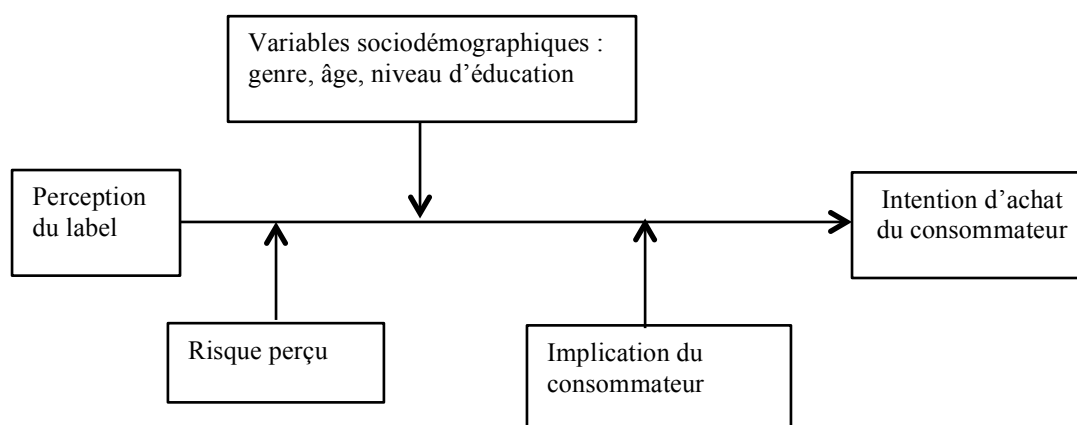 Variables sociodémographiques :
genre, âge, niveau d’éducation
Perception
du label
Intention d’achat
du consommateur
Risque perçu
Implication du
consommateur